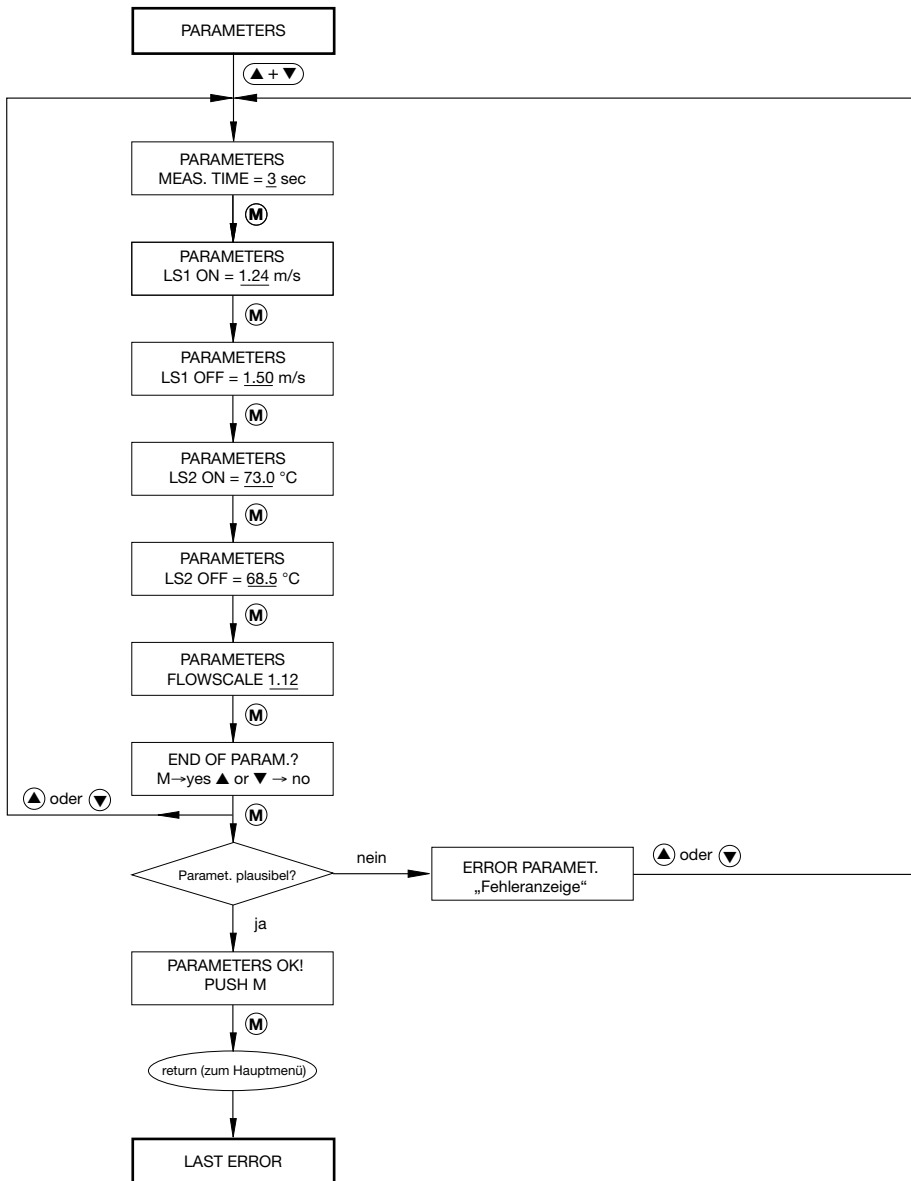 PARAMETERS
▲ + ▼
PARAMETERS
MEAS. TIME = 3 sec
M
PARAMETERS
LS1 ON = 1.24 m/s
M
PARAMETERS
LS1 OFF = 1.50 m/s
M
PARAMETERS
LS2 ON = 73.0 °C
M
PARAMETERS
LS2 OFF = 68.5 °C
M
PARAMETERS
FLOWSCALE 1.12
M
END OF PARAM.?
M→yes ▲ or ▼ → no
▲ oder ▼
M
Paramet. plausibel?
nein
ERROR PARAMET.
„Fehleranzeige“
▲ oder ▼
ja
PARAMETERS OK!
PUSH M
M
return (zum Hauptmenü)
LAST ERROR